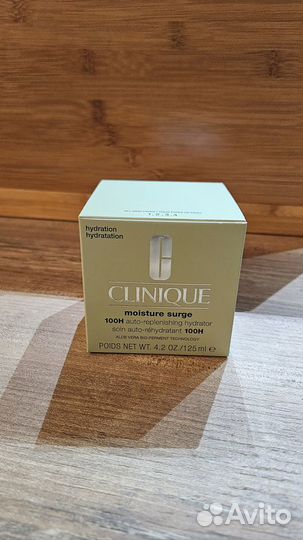 hydration
hydratation
C
CLINIQUE
moisture surge
100H auto-replenishing hydrator
soin auto-réhydratant 100H
ALOE VERA BIO-FERMENT TECHNOLOGY
POIDS NET WT. 4.2 OZ./125 ml e
Avito